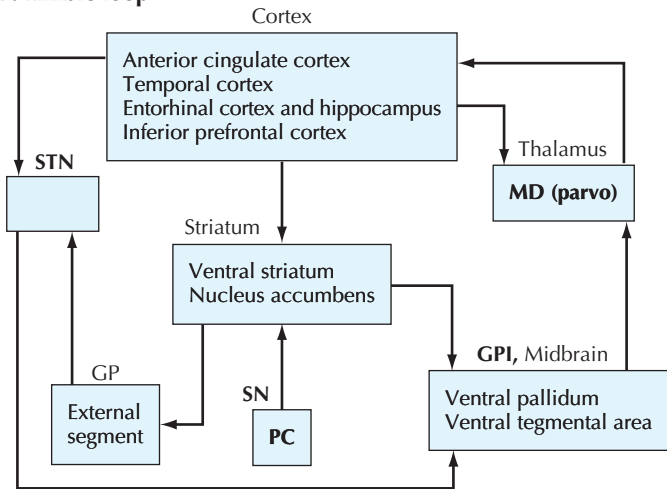 Cortex
Anterior cingulate cortex
Temporal cortex
Entorhinal cortex and hippocampus
Inferior prefrontal cortex
Thalamus
MD (parvo)
STN
Striatum
Ventral striatum
Nucleus accumbens
GPI, Midbrain
Ventral pallidum
Ventral tegmental area
GP
External
segment
SN
PC